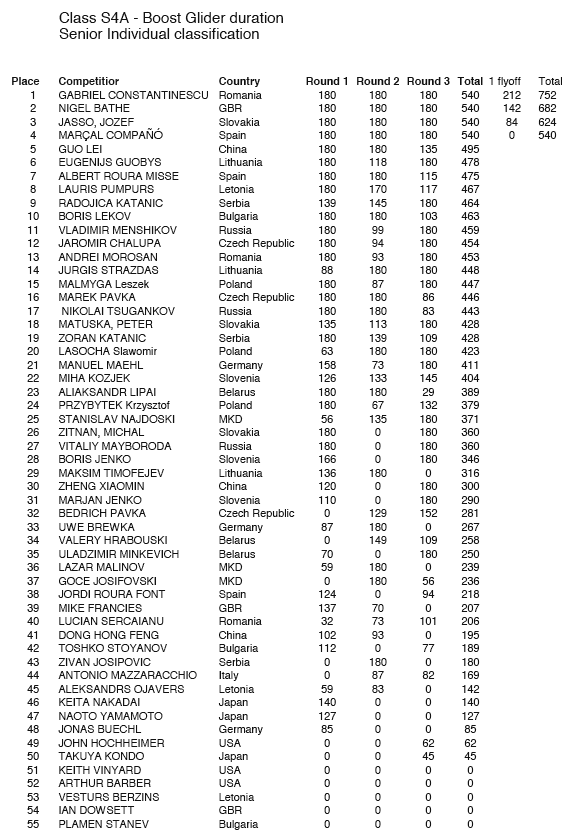 Class S4A - Boost Glider duration
Senior Individual classification
Place Competitior Country Round 1 Round 2 Round 3 Total 1 flyoff Total
1 GABRIEL CONSTANTINESCU Romania 180 180 180 540 212 752
2 NIGEL BATHE GBR 180 180 180 540 142 682
3 JASSO, JOZEF Slovakia 180 180 180 540 84 624
4 MARÇAL COMPAÑÓ Spain 180 180 180 540 0 540
5 GUO LEI China 180 180 135 495
6 EUGENIJS GUOBYS Lithuania 180 118 180 478
7 ALBERT ROURA MISSE Spain 180 180 115 475
8 LAURIS PUMPURS Letonia 180 170 117 467
9 RADOJICA KATANIC Serbia 139 145 180 464
10 BORIS LEKOV Bulgaria 180 180 103 463
11 VLADIMIR MENSHIKOV Russia 180 99 180 459
12 JAROMIR CHALUPA Czech Republic 180 94 180 454
13 ANDREI MOROSAN Romania 180 93 180 453
14 JURGIS STRAZDAS Lithuania 88 180 180 448
15 MALMYGA Leszek Poland 180 87 180 447
16 MAREK PAVKA Czech Republic 180 180 86 446
17 NIKOLAI TSUGANKOV Russia 180 180 83 443
18 MATUSKA, PETER Slovakia 135 113 180 428
19 ZORAN KATANIC Serbia 180 139 109 428
20 LASOCHA Slawomir Poland 63 180 180 423
21 MANUEL MAEHL Germany 158 73 180 411
22 MIHA KOZJEK Slovenia 126 133 145 404
23 ALIAKSANDR LIPAI Belarus 180 180 29 389
24 PRZYBYTEK Krzysztof Poland 180 67 132 379
25 STANISLAV NAJDOSKI MKD 56 135 180 371
26 ZITNAN, MICHAL Slovakia 180 0 180 360
27 VITALIY MAYBORODA Russia 180 0 180 360
28 BORIS JENKO Slovenia 166 0 180 346
29 MAKSIM TIMOFEJEV Lithuania 136 180 0 316
30 ZHENG XIAOMIN China 120 0 180 300
31 MARJAN JENKO Slovenia 110 0 180 290
32 BEDRICH PAVKA Czech Republic 0 129 152 281
33 UWE BREWKA Germany 87 180 0 267
34 VALERY HRABOUSKI Belarus 0 149 109 258
35 ULADZIMIR MINKEVICH Belarus 70 0 180 250
36 LAZAR MALINOV MKD 59 180 0 239
37 GOCE JOSIFOVSKI MKD 0 180 56 236
38 JORDI ROURA FONT Spain 124 0 94 218
39 MIKE FRANCIES GBR 137 70 0 207
40 LUCIAN SERCAIANU Romania 32 73 101 206
41 DONG HONG FENG China 102 93 0 195
42 TOSHKO STOYANOV Bulgaria 112 0 77 189
43 ZIVAN JOSIPOVIC Serbia 0 180 0 180
44 ANTONIO MAZZARACCHIO Italy 0 87 82 169
45 ALEKSANDRS OJAVERS Letonia 59 83 0 142
46 KEITA NAKADAI Japan 140 0 0 140
47 NAOTO YAMAMOTO Japan 127 0 0 127
48 JONAS BUECHL Germany 85 0 0 85
49 JOHN HOCHHEIMER USA 0 0 62 62
50 TAKUYA KONDO Japan 0 0 45 45
51 KEITH VINYARD USA 0 0 0 0
52 ARTHUR BARBER USA 0 0 0 0
53 VESTURS BERZINS Letonia 0 0 0 0
54 IAN DOWSETT GBR 0 0 0 0
55 PLAMEN STANEV Bulgaria 0 0 0 0